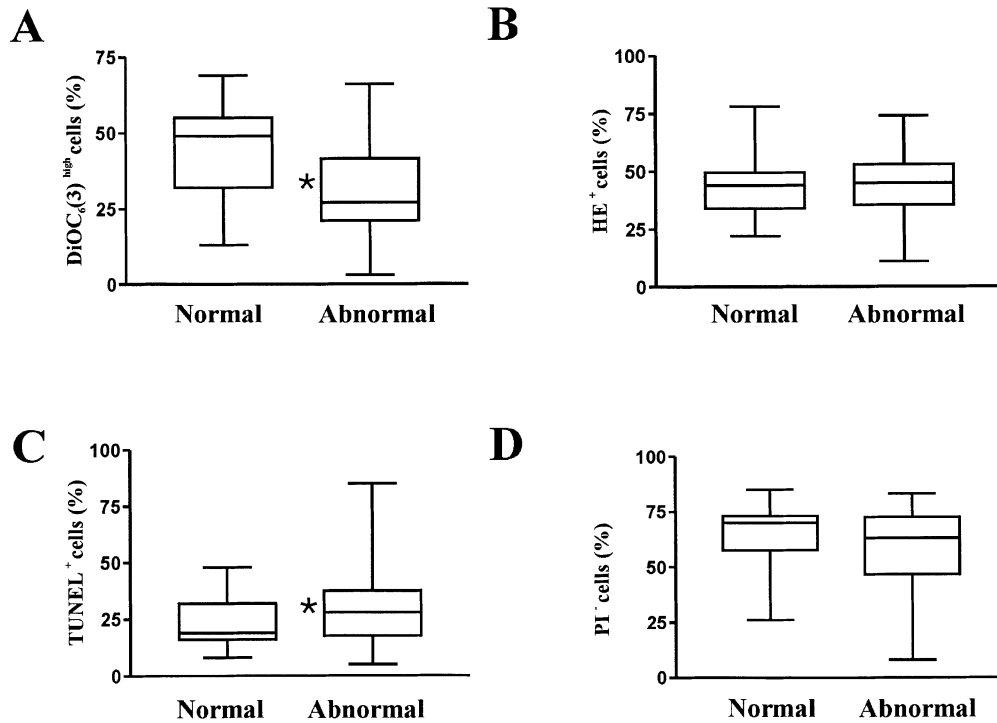 A
DiOC₆(3) ʰⁱᵍʰ cells (%)
75
50
25
0
*
Normal Abnormal
B
HE ⁺ cells (%)
100
75
50
25
0
Normal Abnormal
C
TUNEL ⁺ cells (%)
100
75
50
25
0
*
Normal Abnormal
D
PI ⁻ cells (%)
100
75
50
25
0
Normal Abnormal